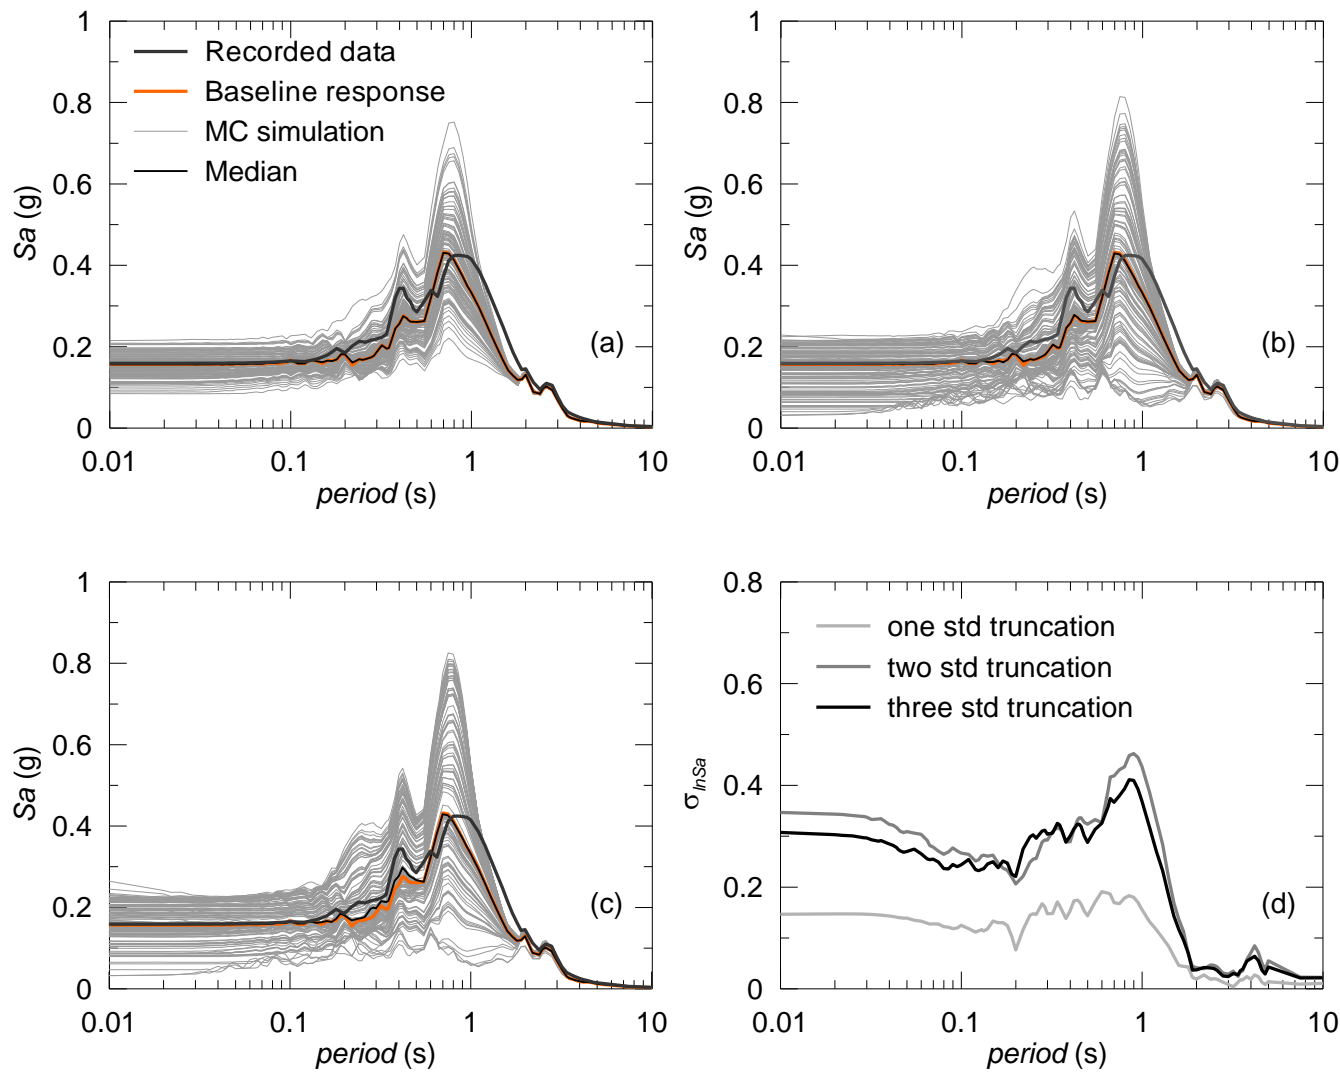 1
0.8
0.6
0.4
0.2
0
Sa (g)
Recorded data
Baseline response
MC simulation
Median
(a)
0.01 0.1 1 10
period (s)
1
0.8
0.6
0.4
0.2
0
Sa (g)
(b)
0.01 0.1 1 10
period (s)
1
0.8
0.6
0.4
0.2
0
Sa (g)
(c)
0.01 0.1 1 10
period (s)
0.8
0.6
0.4
0.2
0
σlnSa
one std truncation
two std truncation
three std truncation
(d)
0.01 0.1 1 10
period (s)